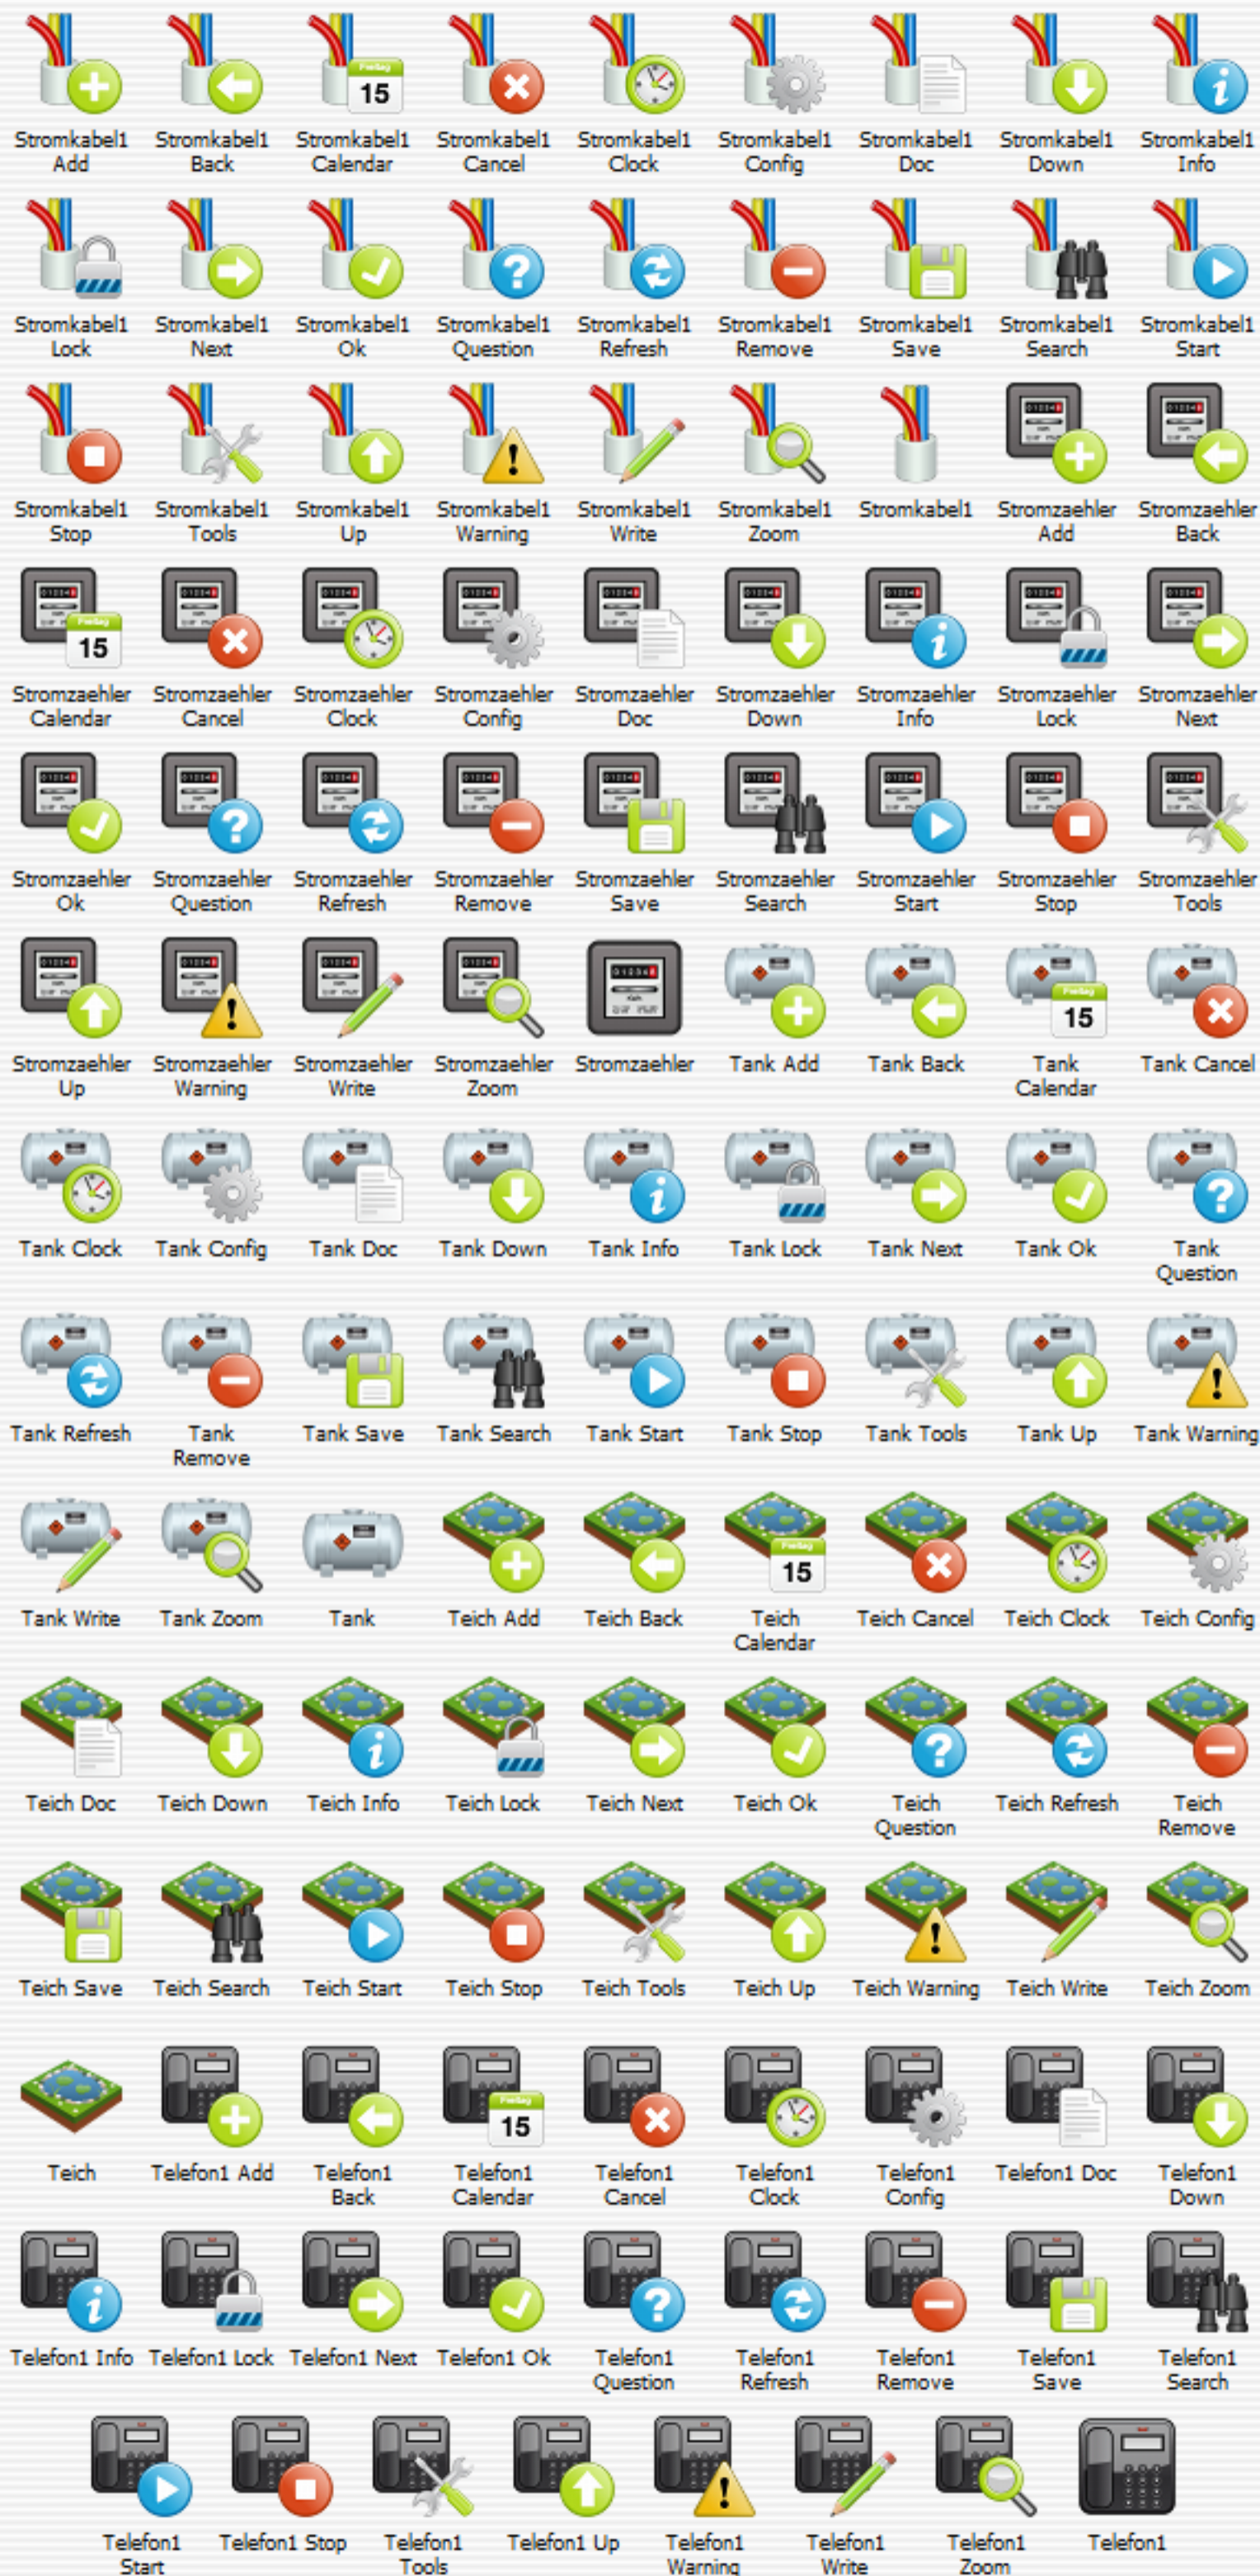 Freitag
15
Stromkabel1 Stromkabel1 Stromkabel1 Stromkabel1 Stromkabel1 Stromkabel1 Stromkabel1 Stromkabel1 Stromkabel1
Add Back Calendar Cancel Clock Config Doc Down Info
Stromkabel1 Stromkabel1 Stromkabel1 Stromkabel1 Stromkabel1 Stromkabel1 Stromkabel1 Stromkabel1 Stromkabel1
Lock Next Ok Question Refresh Remove Save Search Start
Stromkabel1 Stromkabel1 Stromkabel1 Stromkabel1 Stromkabel1 Stromkabel1 Stromkabel1 Stromzaehler Stromzaehler
Stop Tools Up Warning Write Zoom Add Back
Freitag
15
Stromzaehler Stromzaehler Stromzaehler Stromzaehler Stromzaehler Stromzaehler Stromzaehler Stromzaehler Stromzaehler
Calendar Cancel Clock Config Doc Down Info Lock Next
Stromzaehler Stromzaehler Stromzaehler Stromzaehler Stromzaehler Stromzaehler Stromzaehler Stromzaehler Stromzaehler
Ok Question Refresh Remove Save Search Start Stop Tools
Freitag
15
Stromzaehler Stromzaehler Stromzaehler Stromzaehler Stromzaehler Tank Add Tank Back Tank Tank Cancel
Up Warning Write Zoom Calendar
Tank Clock Tank Config Tank Doc Tank Down Tank Info Tank Lock Tank Next Tank Ok Tank
Question
Tank Refresh Tank Tank Save Tank Search Tank Start Tank Stop Tank Tools Tank Up Tank Warning
Remove
Freitag
15
Tank Write Tank Zoom Tank Teich Add Teich Back Teich Teich Cancel Teich Clock Teich Config
Calendar
Teich Doc Teich Down Teich Info Teich Lock Teich Next Teich Ok Teich Teich Refresh Teich
Question Remove
Teich Save Teich Search Teich Start Teich Stop Teich Tools Teich Up Teich Warning Teich Write Teich Zoom
Freitag
15
Teich Telefon1 Add Telefon1 Telefon1 Telefon1 Telefon1 Telefon1 Telefon1 Doc Telefon1
Back Calendar Cancel Clock Config Down
Telefon1 Info Telefon1 Lock Telefon1 Next Telefon1 Ok Telefon1 Telefon1 Telefon1 Telefon1 Telefon1
Question Refresh Remove Save Search
Telefon1 Telefon1 Stop Telefon1 Telefon1 Up Telefon1 Telefon1 Telefon1 Telefon1
Start Tools Warning Write Zoom